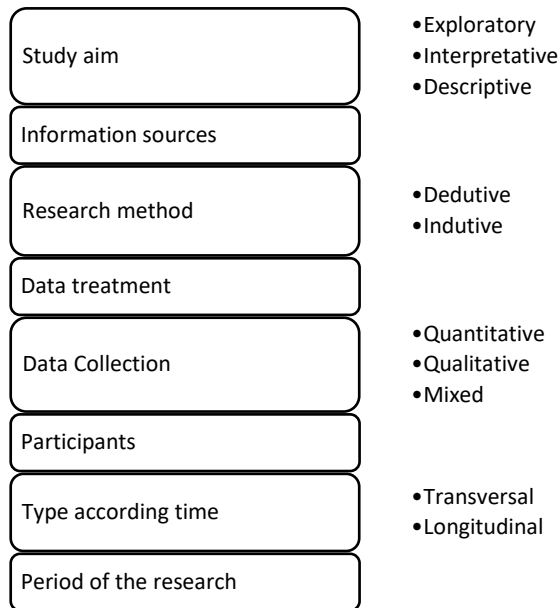 Study aim
•Exploratory
•Interpretative
•Descriptive
Information sources
Research method
•Dedutive
•Indutive
Data treatment
Data Collection
•Quantitative
•Qualitative
•Mixed
Participants
Type according time
•Transversal
•Longitudinal
Period of the research